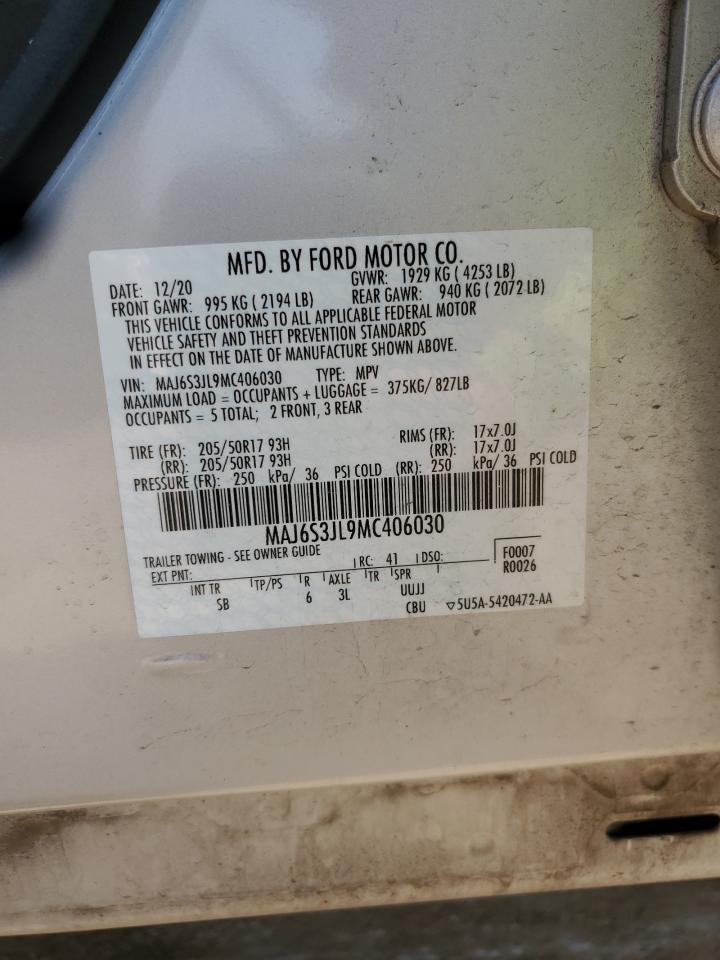 MFD. BY FORD MOTOR CO.
DATE: 12/20 GVWR: 1929 KG ( 4253 LB)
FRONT GAWR: 995 KG ( 2194 LB) REAR GAWR: 940 KG ( 2072 LB)
THIS VEHICLE CONFORMS TO ALL APPLICABLE FEDERAL MOTOR
VEHICLE SAFETY AND THEFT PREVENTION STANDARDS
IN EFFECT ON THE DATE OF MANUFACTURE SHOWN ABOVE.
VIN: MAJ6S3JL9MC406030 TYPE: MPV
MAXIMUM LOAD = OCCUPANTS + LUGGAGE = 375KG/ 827LB
OCCUPANTS = 5 TOTAL; 2 FRONT, 3 REAR
TIRE (FR): 205/50R17 93H RIMS (FR): 17x7.0J
(RR): 205/50R17 93H (RR): 17x7.0J
PRESSURE (FR): 250 kPa/ 36 PSI COLD (RR): 250 kPa/ 36 PSI COLD
MAJ6S3JL9MC406030
TRAILER TOWING - SEE OWNER GUIDE
EXT PNT: RC: 41 DSO: F0007
R0026
INT TR TP/PS R AXLE TR SPR
SB 6 3L UUJJ
CBU ▽5U5A-5420472-AA